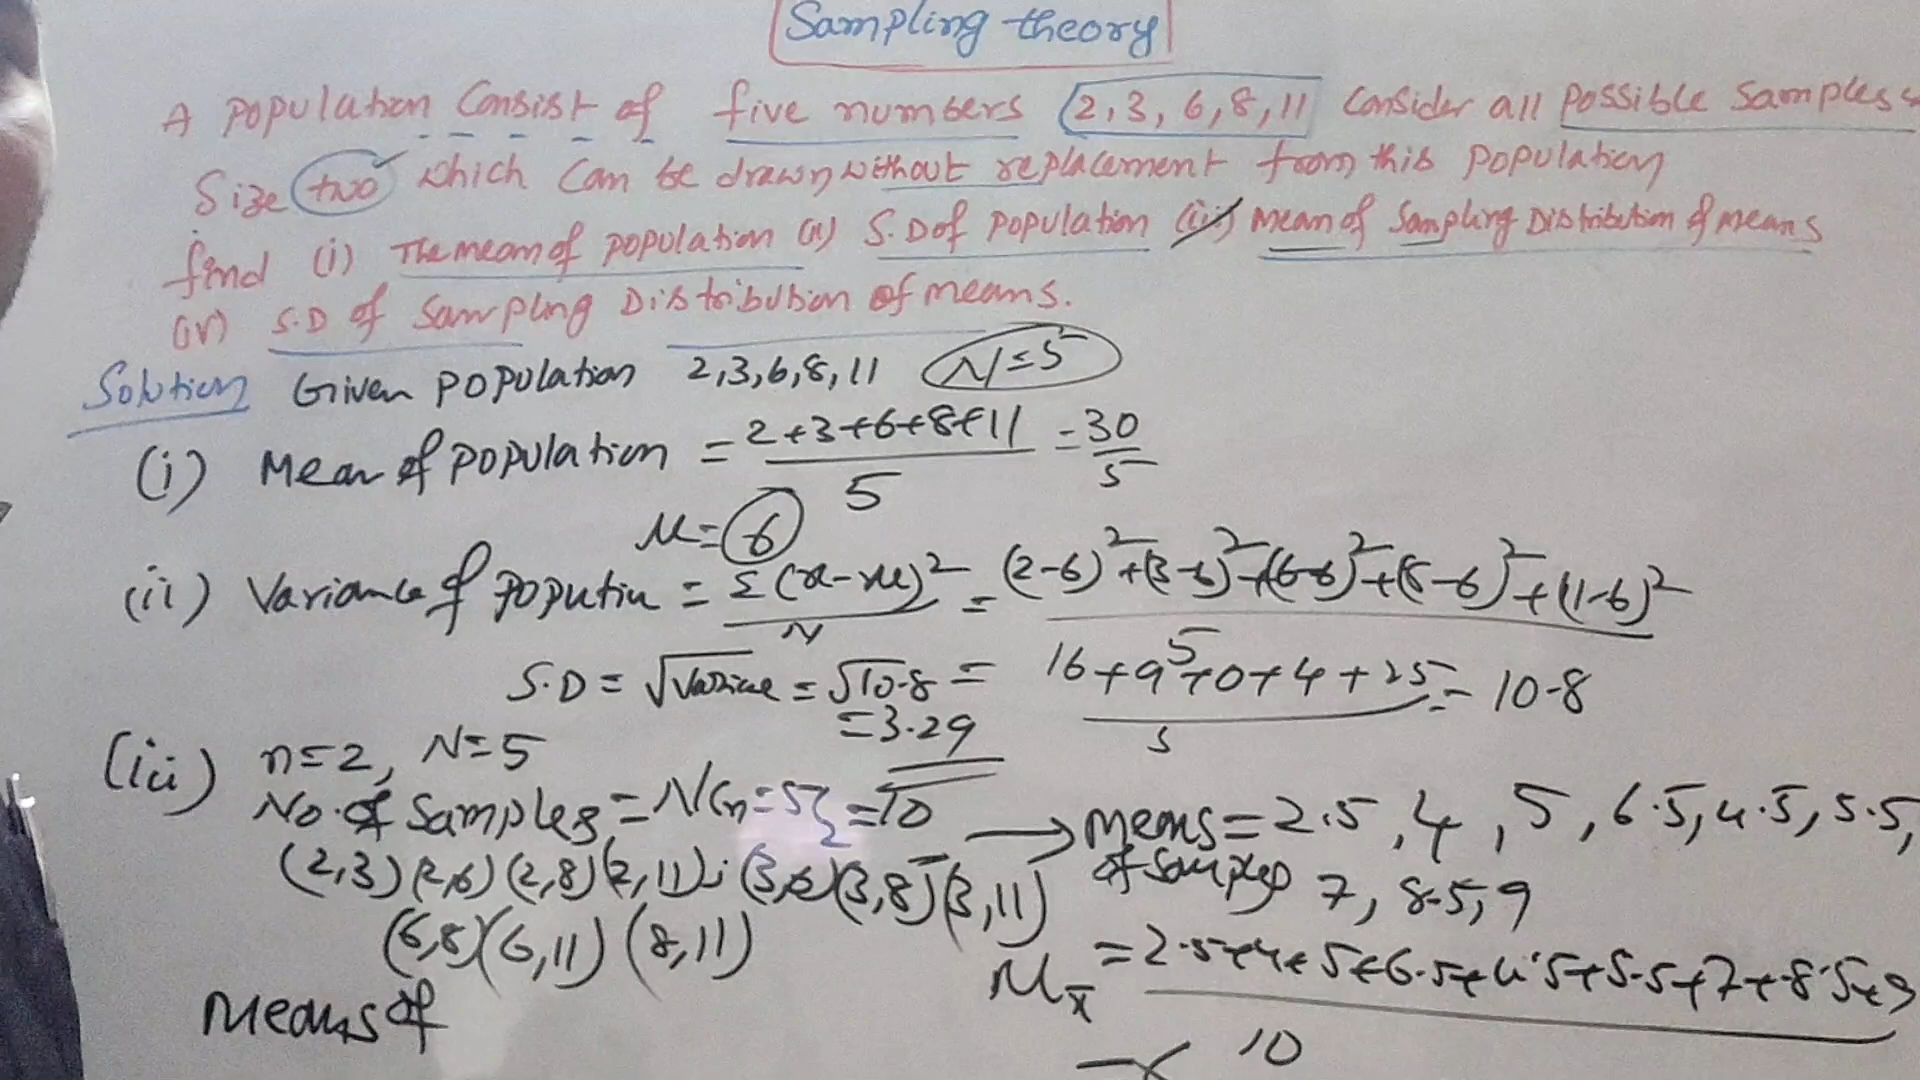 Sampling theory
A population Consist of five numbers (2,3,6,8,11 Consider all possible samples
Size two which can be drawn without replacement from this population
find (i) The mean of population (ii) S.D of population (iii) mean of Sampling Distribution of means
(iv) S.D of Sampling Distribution of means.
Solution Given population 2,3,6,8,11 N=5
(i) Mean of population = 2+3+6+8+11 / 5 = 30 / 5
M = 6
(ii) Variance of Poputin = Σ(x-μ)² / N = (2-6)²+(3-6)²+(6-6)²+(8-6)²+(11-6)² / 5
S.D = √Variance = √10.8 = 16+9+0+4+25 / 5 = 10.8
= 3.29
(iii) n=2, N=5
No. of Samples = NCn = 5C2 = 10 → means = 2.5, 4, 5, 6.5, 4.5, 5.5,
(2,3) (2,6) (2,8) (2,11); (3,6) (3,8) (3,11) of samples 7, 8.5, 9
(6,8) (6,11) (8,11)
Mx̄ = 2.5+4+5+6.5+4.5+5.5+7+8.5+9 / 10
Means of